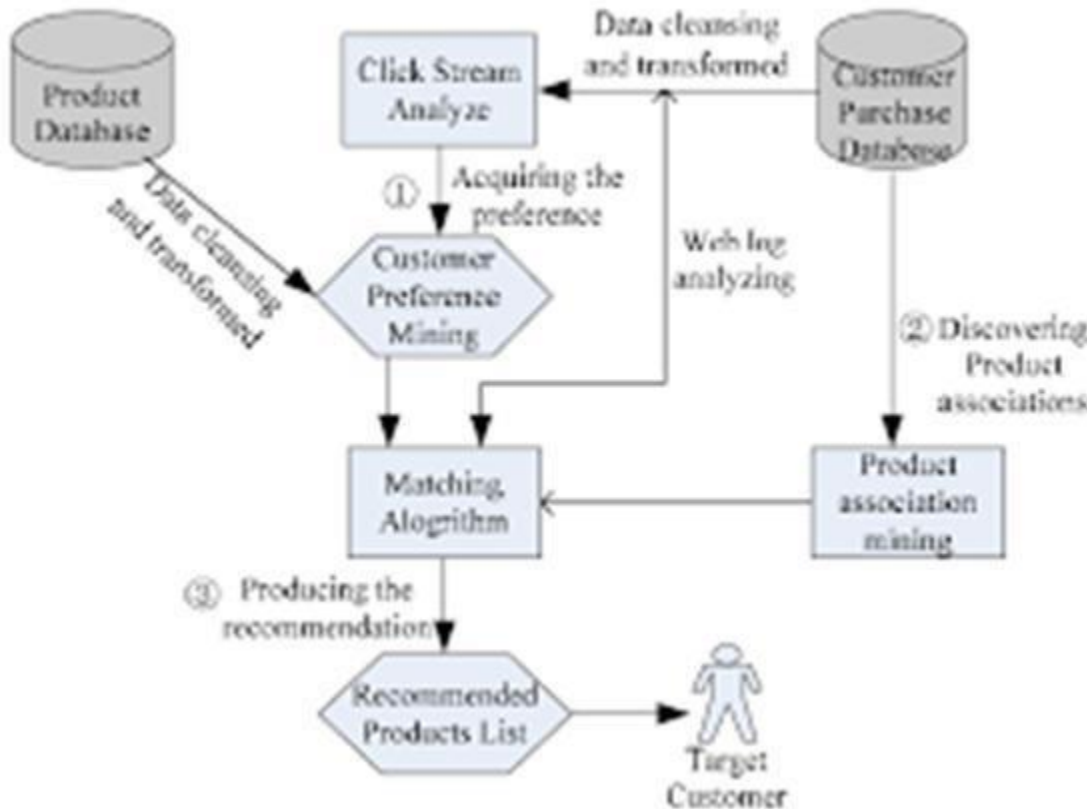 Product
Database
Click Stream
Analyze
Data cleansing
and transformed
Customer
Purchase
Database
Data cleansing
and transformed
①
Acquiring the
preference
Customer
Preference
Mining
Web log
analyzing
② Discovering
Product
associations
Matching
Alogrithm
Product
association
mining
③ Producing the
recommendation
Recommended
Products List
Target
Customer